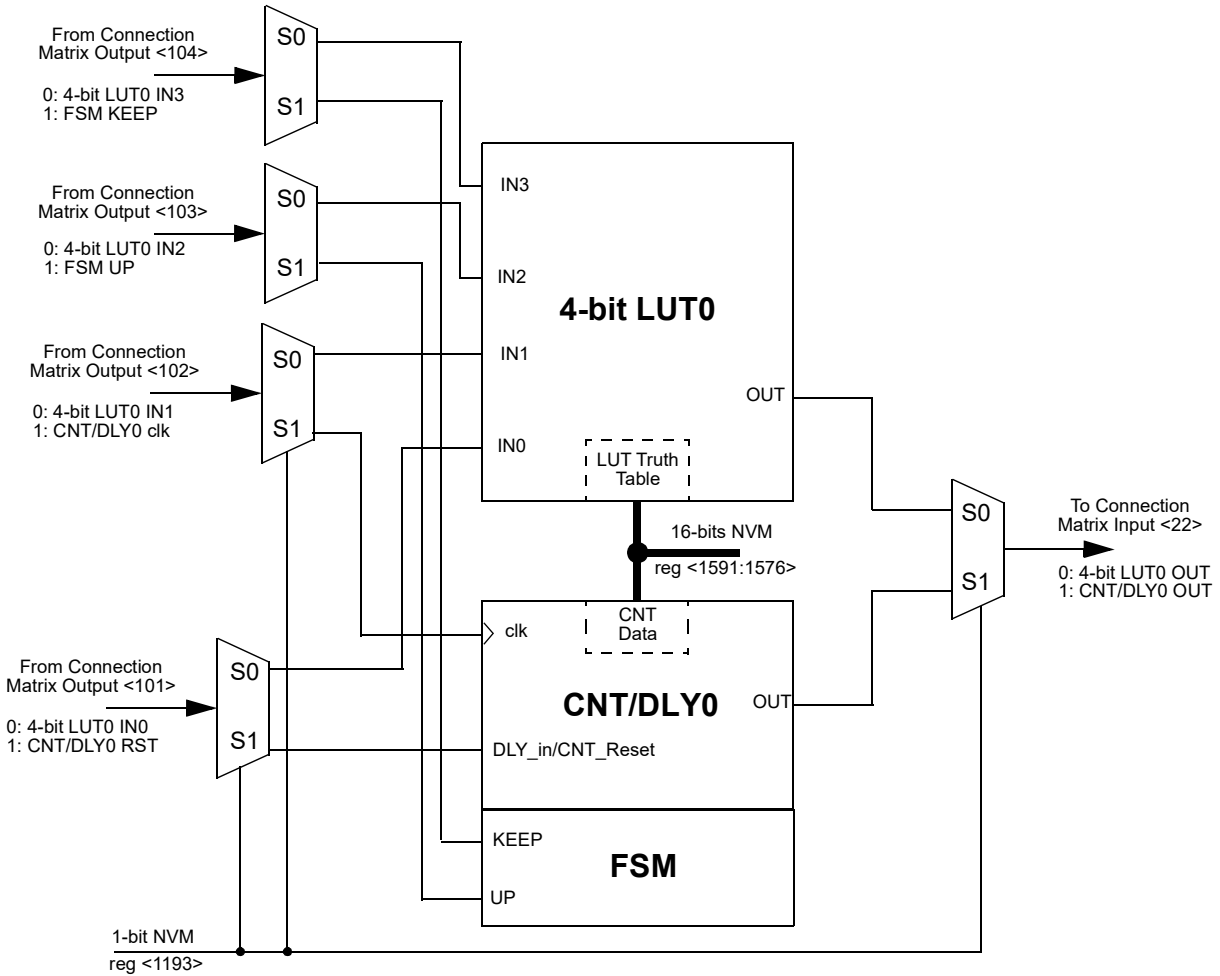 From Connection
Matrix Output <104>
0: 4-bit LUT0 IN3
1: FSM KEEP
S0
S1
From Connection
Matrix Output <103>
0: 4-bit LUT0 IN2
1: FSM UP
S0
S1
From Connection
Matrix Output <102>
0: 4-bit LUT0 IN1
1: CNT/DLY0 clk
S0
S1
From Connection
Matrix Output <101>
0: 4-bit LUT0 IN0
1: CNT/DLY0 RST
S0
S1
IN3
IN2
IN1
IN0
4-bit LUT0
OUT
LUT Truth
Table
16-bits NVM
reg <1591:1576>
CNT
Data
clk
CNT/DLY0
OUT
DLY_in/CNT_Reset
KEEP
FSM
UP
S0
S1
To Connection
Matrix Input <22>
0: 4-bit LUT0 OUT
1: CNT/DLY0 OUT
1-bit NVM
reg <1193>